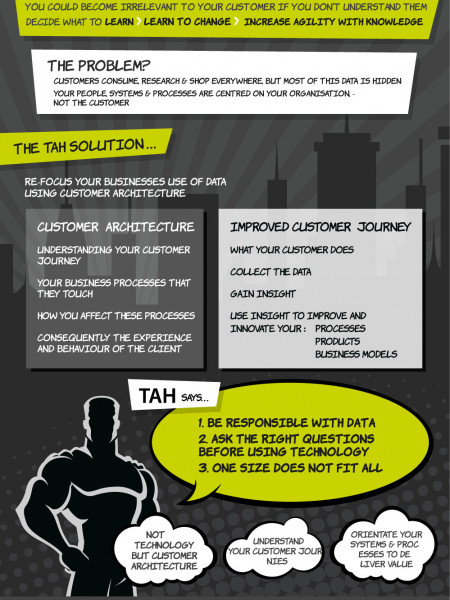 YOU COULD BECOME IRRELEVANT TO YOUR CUSTOMER IF YOU DON'T UNDERSTAND THEM
DECIDE WHAT TO LEARN > LEARN TO CHANGE > INCREASE AGILITY WITH KNOWLEDGE
THE PROBLEM?
CUSTOMERS CONSUME, RESEARCH & SHOP EVERYWHERE, BUT MOST OF THIS DATA IS HIDDEN
YOUR PEOPLE, SYSTEMS & PROCESSES ARE CENTRED ON YOUR ORGANISATION, -
NOT THE CUSTOMER
THE TAH SOLUTION...
RE-FOCUS YOUR BUSINESSES USE OF DATA
USING CUSTOMER ARCHITECTURE
CUSTOMER ARCHITECTURE
UNDERSTANDING YOUR CUSTOMER
JOURNEY
YOUR BUSINESS PROCESSES THAT
THEY TOUCH
HOW YOU AFFECT THESE PROCESSES
CONSEQUENTLY THE EXPERIENCE
AND BEHAVIOUR OF THE CLIENT
IMPROVED CUSTOMER JOURNEY
WHAT YOUR CUSTOMER DOES
COLLECT THE DATA
GAIN INSIGHT
USE INSIGHT TO IMPROVE AND
INNOVATE YOUR : PROCESSES
PRODUCTS
BUSINESS MODELS
TAH SAYS...
1. BE RESPONSIBLE WITH DATA
2. ASK THE RIGHT QUESTIONS
BEFORE USING TECHNOLOGY
3. ONE SIZE DOES NOT FIT ALL
NOT
TECHNOLOGY
BUT CUSTOMER
ARCHITECTURE
UNDERSTAND
YOUR CUSTOMER JOUR
NIES
ORIENTATE YOUR
SYSTEMS & PROC
ESSES TO DE
LIVER VALUE